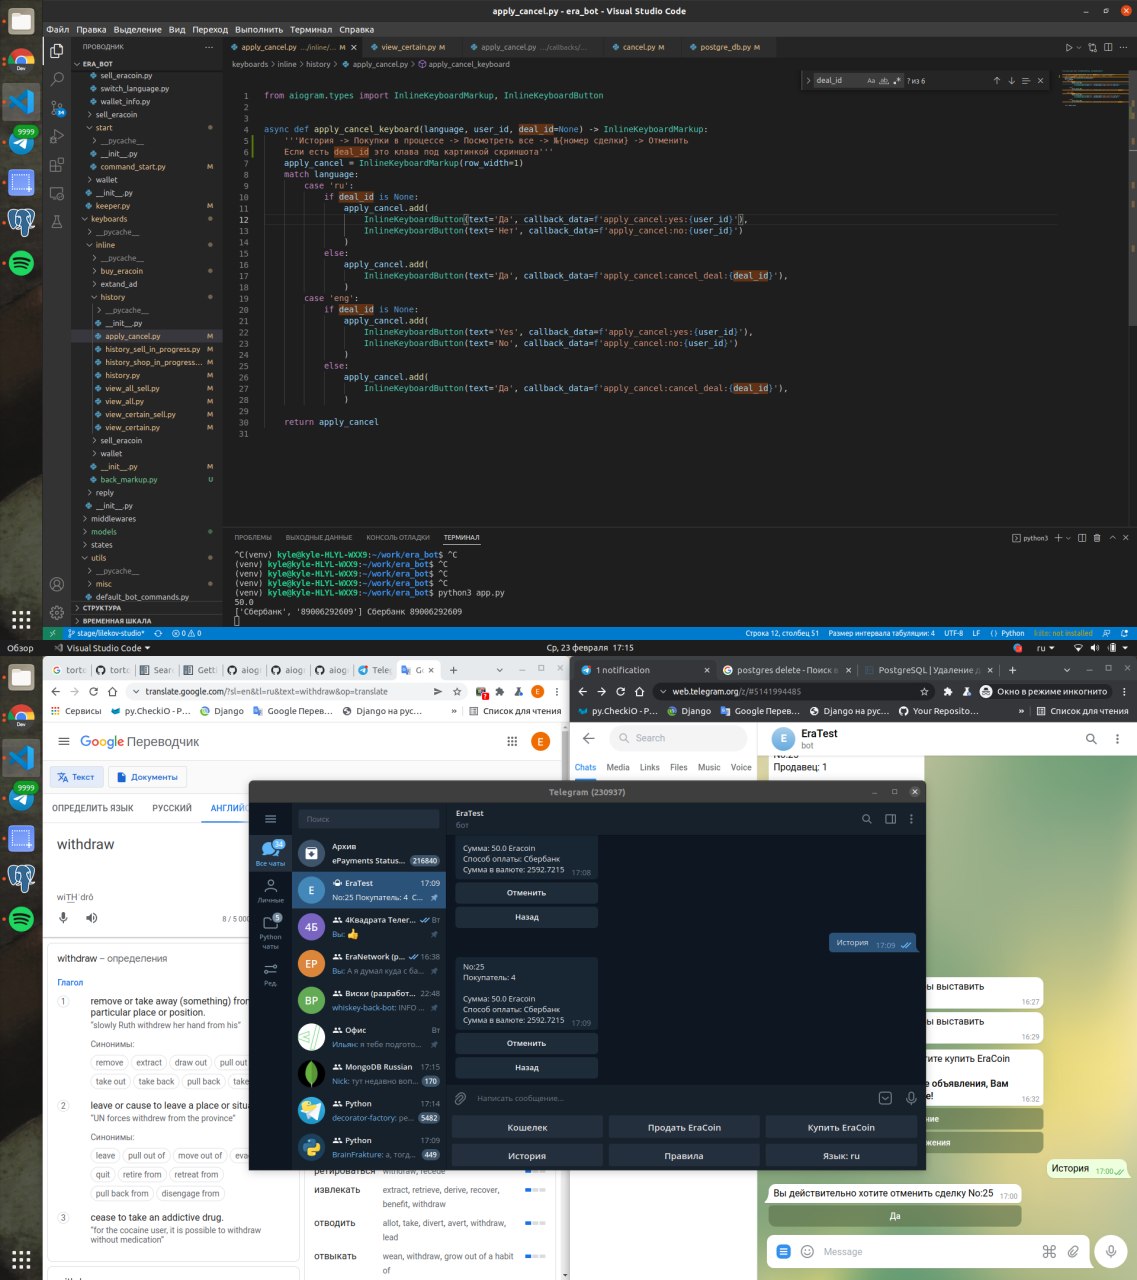 apply_cancel.py - era_bot - Visual Studio Code
Файл Правка Выделение Вид Переход Выполнить Терминал Справка
ПРОВОДНИК
ERA_BOT
sell_eracoin.py
switch_language.py
wallet_info.py
sell_eracoin
start
__pycache__
__init__.py
command_start.py M
wallet
__init__.py
keeper.py M
keyboards
__pycache__
inline
__pycache__
buy_eracoin
extand_ad
history
__pycache__
__init__.py
apply_cancel.py M
history_sell_in_progress.py M
history_shop_in_progress... M
history.py M
view_all_sell.py M
view_all.py M
view_certain_sell.py M
view_certain.py M
sell_eracoin
wallet
__init__.py M
back_markup.py U
reply
__init__.py
middlewares
models
states
utils
__pycache__
misc
default_bot_commands.py
СТРУКТУРА
ВРЕМЕННАЯ ШКАЛА
apply_cancel.py .../inline/... M
view_certain.py M
apply_cancel.py .../callbacks/...
cancel.py M
postgre_db.py M
keyboards > inline > history > apply_cancel.py > apply_cancel_keyboard
deal_id
? из 6
1 from aiogram.types import InlineKeyboardMarkup, InlineKeyboardButton
2
3
4 async def apply_cancel_keyboard(language, user_id, deal_id=None) -> InlineKeyboardMarkup:
5 '''История -> Покупки в процессе -> Посмотреть все -> №{номер сделки} -> Отменить
6 Если есть deal_id это клава под картинкой скриншота'''
7 apply_cancel = InlineKeyboardMarkup(row_width=1)
8 match language:
9 case 'ru':
10 if deal_id is None:
11 apply_cancel.add(
12 InlineKeyboardButton(text='Да', callback_data=f'apply_cancel:yes:{user_id}'),
13 InlineKeyboardButton(text='Нет', callback_data=f'apply_cancel:no:{user_id}')
14 )
15 else:
16 apply_cancel.add(
17 InlineKeyboardButton(text='Да', callback_data=f'apply_cancel:cancel_deal:{deal_id}'),
18 )
19 case 'eng':
20 if deal_id is None:
21 apply_cancel.add(
22 InlineKeyboardButton(text='Yes', callback_data=f'apply_cancel:yes:{user_id}'),
23 InlineKeyboardButton(text='No', callback_data=f'apply_cancel:no:{user_id}')
24 )
25 else:
26 apply_cancel.add(
27 InlineKeyboardButton(text='Да', callback_data=f'apply_cancel:cancel_deal:{deal_id}'),
28 )
29
30 return apply_cancel
31
ПРОБЛЕМЫ ВЫХОДНЫЕ ДАННЫЕ КОНСОЛЬ ОТЛАДКИ ТЕРМИНАЛ
python3
^C(venv) kyle@kyle-HLYL-WXX9:~/work/era_bot$ ^C
(venv) kyle@kyle-HLYL-WXX9:~/work/era_bot$ ^C
(venv) kyle@kyle-HLYL-WXX9:~/work/era_bot$ ^C
(venv) kyle@kyle-HLYL-WXX9:~/work/era_bot$ ^C
(venv) kyle@kyle-HLYL-WXX9:~/work/era_bot$ python3 app.py
50.0
['Сбербанк', '89006292609'] Сбербанк 89006292609
stage/lilekov-studio* 0 0 Строка 12, столбец 51 Размер интервала табуляции: 4 UTF-8 LF Python kite: not installed
Обзор Visual Studio Code Ср, 23 февраля 17:15 ru
Dev
9999
34
torto
torto
Sear
Getti
aiog
aiog
aiog
Teleg
translate.google.com/?sl=en&tl=ru&text=withdraw&op=translate
Сервисы py.CheckiO - P... Django Google Перев... Django на рус... » Список для чтения
Google Переводчик
E
Текст Документы
ОПРЕДЕЛИТЬ ЯЗЫК РУССКИЙ АНГЛИЙ
withdraw
wiTH ˈdrô
8 / 5 000
withdraw – определения
Глагол
1 remove or take away (something) from
particular place or position.
"slowly Ruth withdrew her hand from his"
Синонимы:
remove extract draw out pull out
take out take back pull back take
2 leave or cause to leave a place or situa
"UN forces withdrew from the province"
Синонимы:
leave pull out of move out of evac
quit retire from retreat from
pull back from disengage from
3 cease to take an addictive drug.
"for the cocaine user, it is possible to withdraw
without medication"
ретироваться withdraw, recede
извлекать extract, retrieve, derive, recover,
benefit, withdraw
отводить allot, take, divert, avert, withdraw,
lead
отвыкать wean, withdraw, grow out of a habit
of
1 notification
postgres delete - Поиск в
PostgreSQL | Удаление д
web.telegram.org/z/#5141994485 Окно в режиме инкогнито
py.CheckiO - P... Django Google Перев... Django на рус... Your Reposito... » Список для чтения
Search
Chats Media Links Files Music Voice
E EraTest
bot
No:25
Продавец: 1
ы выставить
16:27
ы выставить
16:29
тите купить EraCoin
е объявления, Вам
е!
16:32
ние
жения
История 17:00
Вы действительно хотите отменить сделку No:25 17:00
Да
Message
Telegram (230937)
Поиск
34 Все чаты
Личные
5 Python чаты
Ред.
Архив
ePayments Status... 216840
E EraTest 17:09
No:25 Покупатель: 4 С...
4Б 4Квадрата Телег... Вт
Вы: 👍
EP EraNetwork (р... 16:38
Вы: А я думал куда с ба...
ВР Виски (разработ... 22:48
whiskey-back-bot: INFO ...
Офис Вт
Ильян: я тебе подгото...
MongoDB Russian 17:15
Nick: тут недавно воп... 170
Python 17:14
decorator-factory: ре... 5482
Python 17:09
BrainFrakture: а, тогд... 449
EraTest
бот
Сумма: 50.0 Eracoin
Способ оплаты: Сбербанк
Сумма в валюте: 2592.7215 17:08
Отменить
Назад
История 17:09
No:25
Покупатель: 4
Сумма: 50.0 Eracoin
Способ оплаты: Сбербанк
Сумма в валюте: 2592.7215 17:09
Отменить
Назад
Написать сообщение...
Кошелек Продать EraCoin Купить EraCoin
История Правила Язык: ru